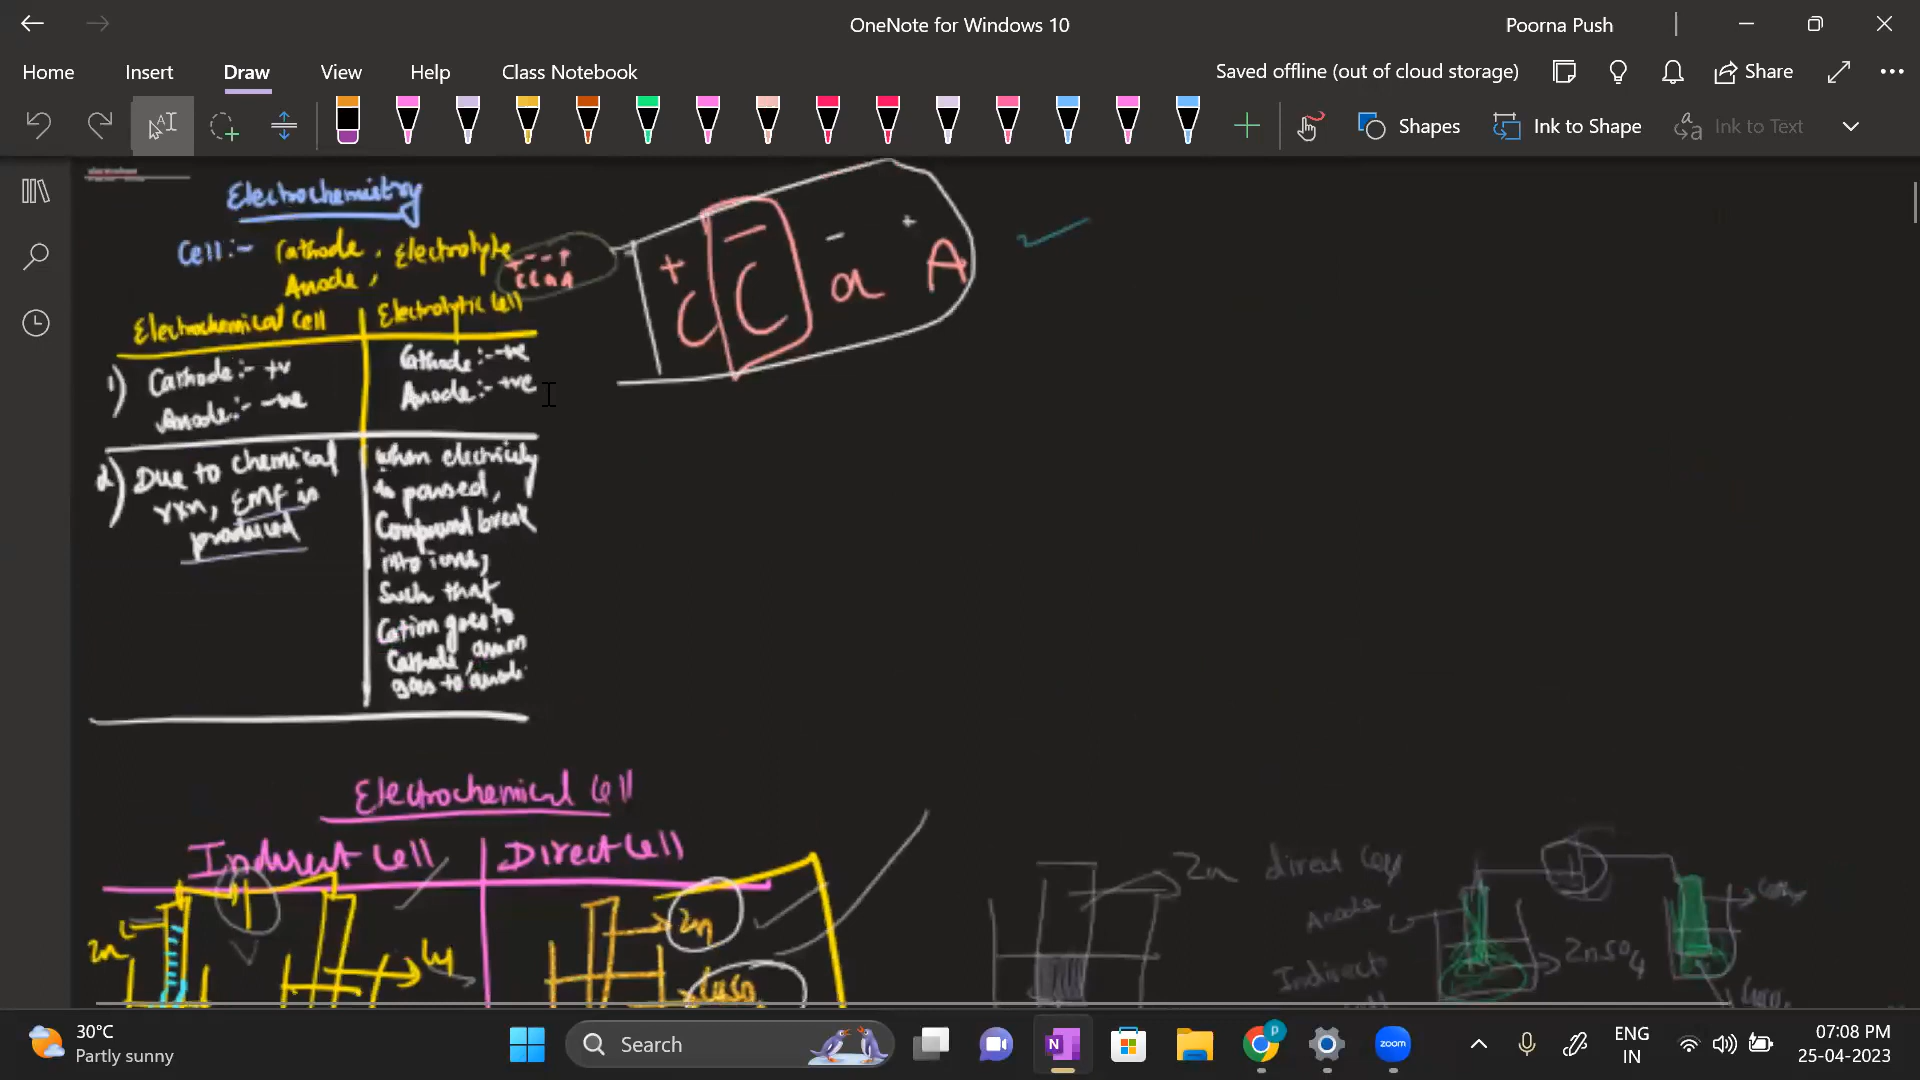 OneNote for Windows 10
Poorna Push
Home Insert Draw View Help Class Notebook
Saved offline (out of cloud storage)
Share
Shapes
Ink to Shape
Ink to Text
Electrochemistry
Cell :- Cathode, Electrolyte
Anode,
+ - - +
C C a A
+ - - +
C C a A
Electrochemical Cell
Electrolytic Cell
1) Cathode :- +v
Anode :- -ve
Cathode :- -ve
Anode :- +ve
2) Due to chemical
rxn, EMF is
produced
when electricity
is passed,
Compound break
into ions,
Such that
Cation goes to
Cathode, anion
goes to anode
Electrochemical Cell
Indirect Cell
Direct Cell
Zn
Cu
V
Zn
CuSO
Zn direct
Anode
Indirect
ZnSO4
30°C
Partly sunny
Search
zoom
ENG
IN
07:08 PM
25-04-2023